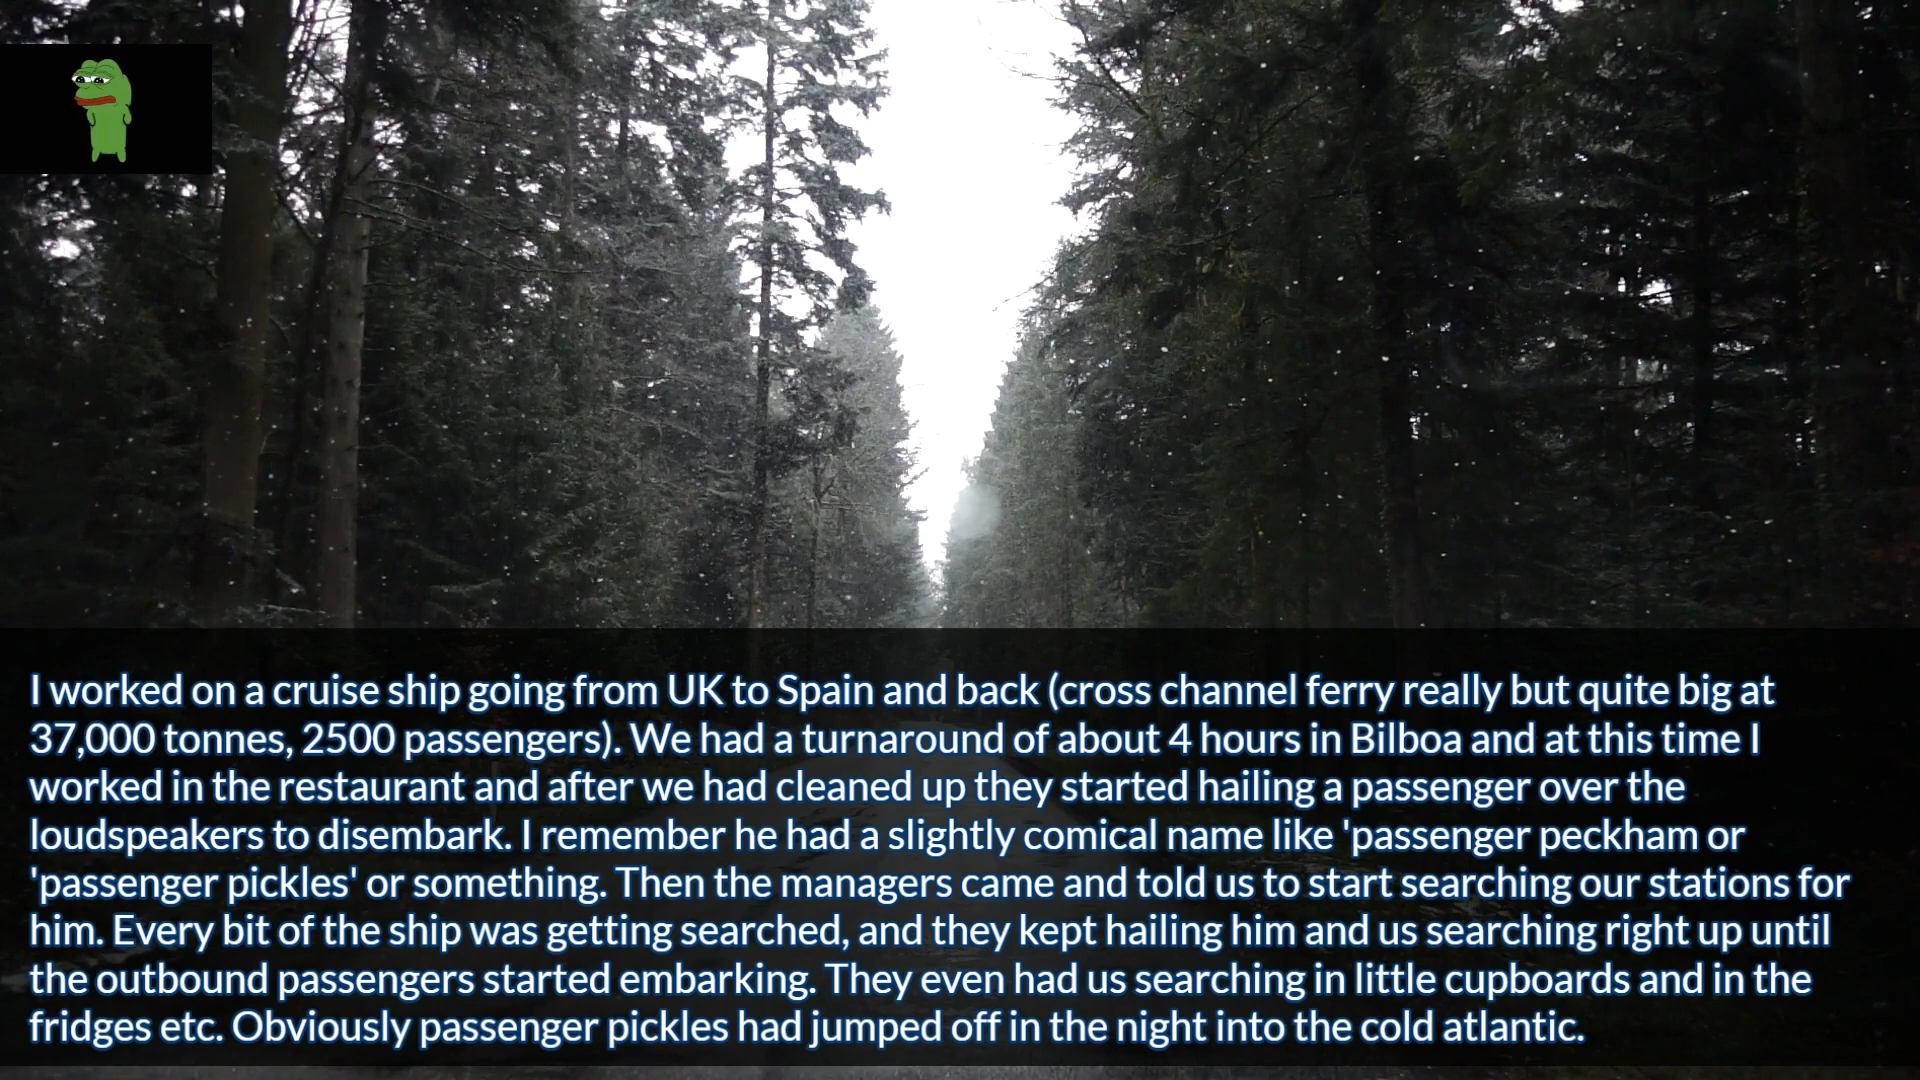 I worked on a cruise ship going from UK to Spain and back (cross channel ferry really but quite big at
37,000 tonnes, 2500 passengers). We had a turnaround of about 4 hours in Bilboa and at this time I
worked in the restaurant and after we had cleaned up they started hailing a passenger over the
loudspeakers to disembark. I remember he had a slightly comical name like 'passenger peckham or
'passenger pickles' or something. Then the managers came and told us to start searching our stations for
him. Every bit of the ship was getting searched, and they kept hailing him and us searching right up until
the outbound passengers started embarking. They even had us searching in little cupboards and in the
fridges etc. Obviously passenger pickles had jumped off in the night into the cold atlantic.